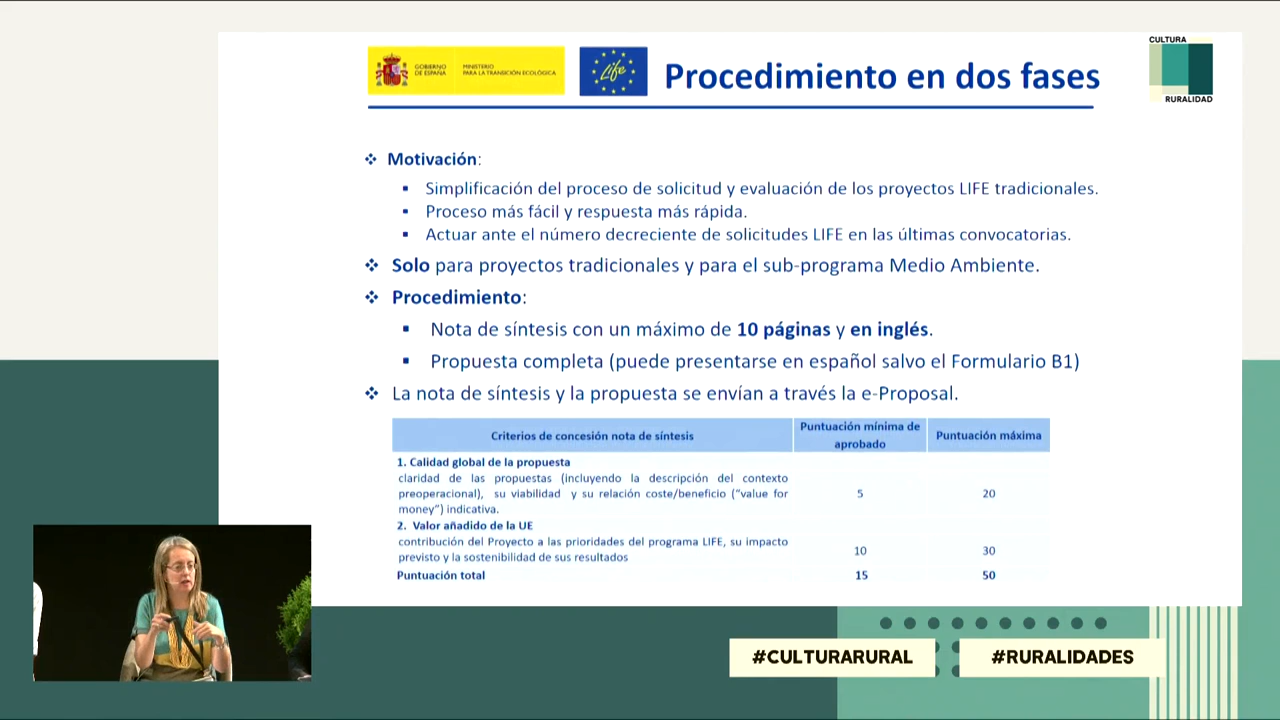 GOBIERNO
DE ESPAÑA
MINISTERIO
PARA LA TRANSICIÓN ECOLÓGICA
Life
Procedimiento en dos fases
CULTURA
RURALIDAD
Motivación:
Simplificación del proceso de solicitud y evaluación de los proyectos LIFE tradicionales.
Proceso más fácil y respuesta más rápida.
Actuar ante el número decreciente de solicitudes LIFE en las últimas convocatorias.
Solo para proyectos tradicionales y para el sub-programa Medio Ambiente.
Procedimiento:
Nota de síntesis con un máximo de 10 páginas y en inglés.
Propuesta completa (puede presentarse en español salvo el Formulario B1)
La nota de síntesis y la propuesta se envían a través la e-Proposal.
Criterios de concesión nota de síntesis
Puntuación mínima de
aprobado
Puntuación máxima
1. Calidad global de la propuesta
claridad de las propuestas (incluyendo la descripción del contexto
preoperacional), su viabilidad y su relación coste/beneficio ("value for
money") indicativa.
5
20
2. Valor añadido de la UE
contribución del Proyecto a las prioridades del programa LIFE, su impacto
previsto y la sostenibilidad de sus resultados
10
30
Puntuación total
15
50
#CULTURARURAL
#RURALIDADES